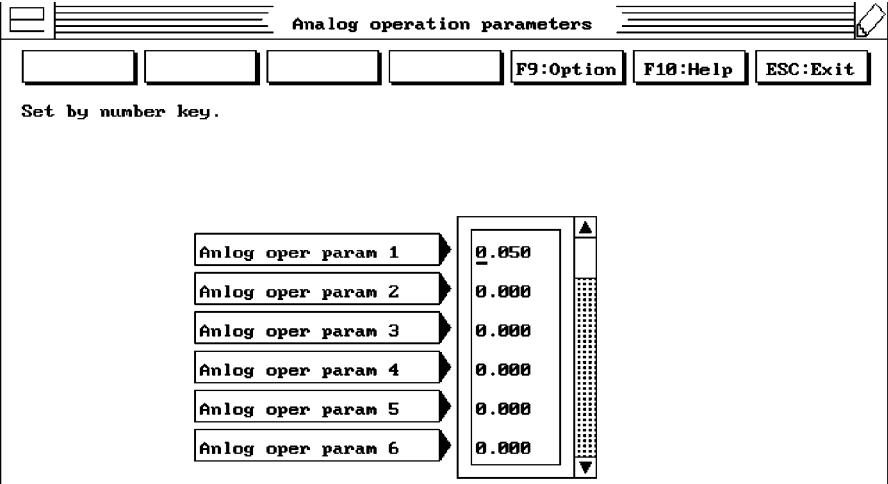 Analog operation parameters
F9:Option F10:Help ESC:Exit
Set by number key.
Anlog oper param 1 0.050
Anlog oper param 2 0.000
Anlog oper param 3 0.000
Anlog oper param 4 0.000
Anlog oper param 5 0.000
Anlog oper param 6 0.000